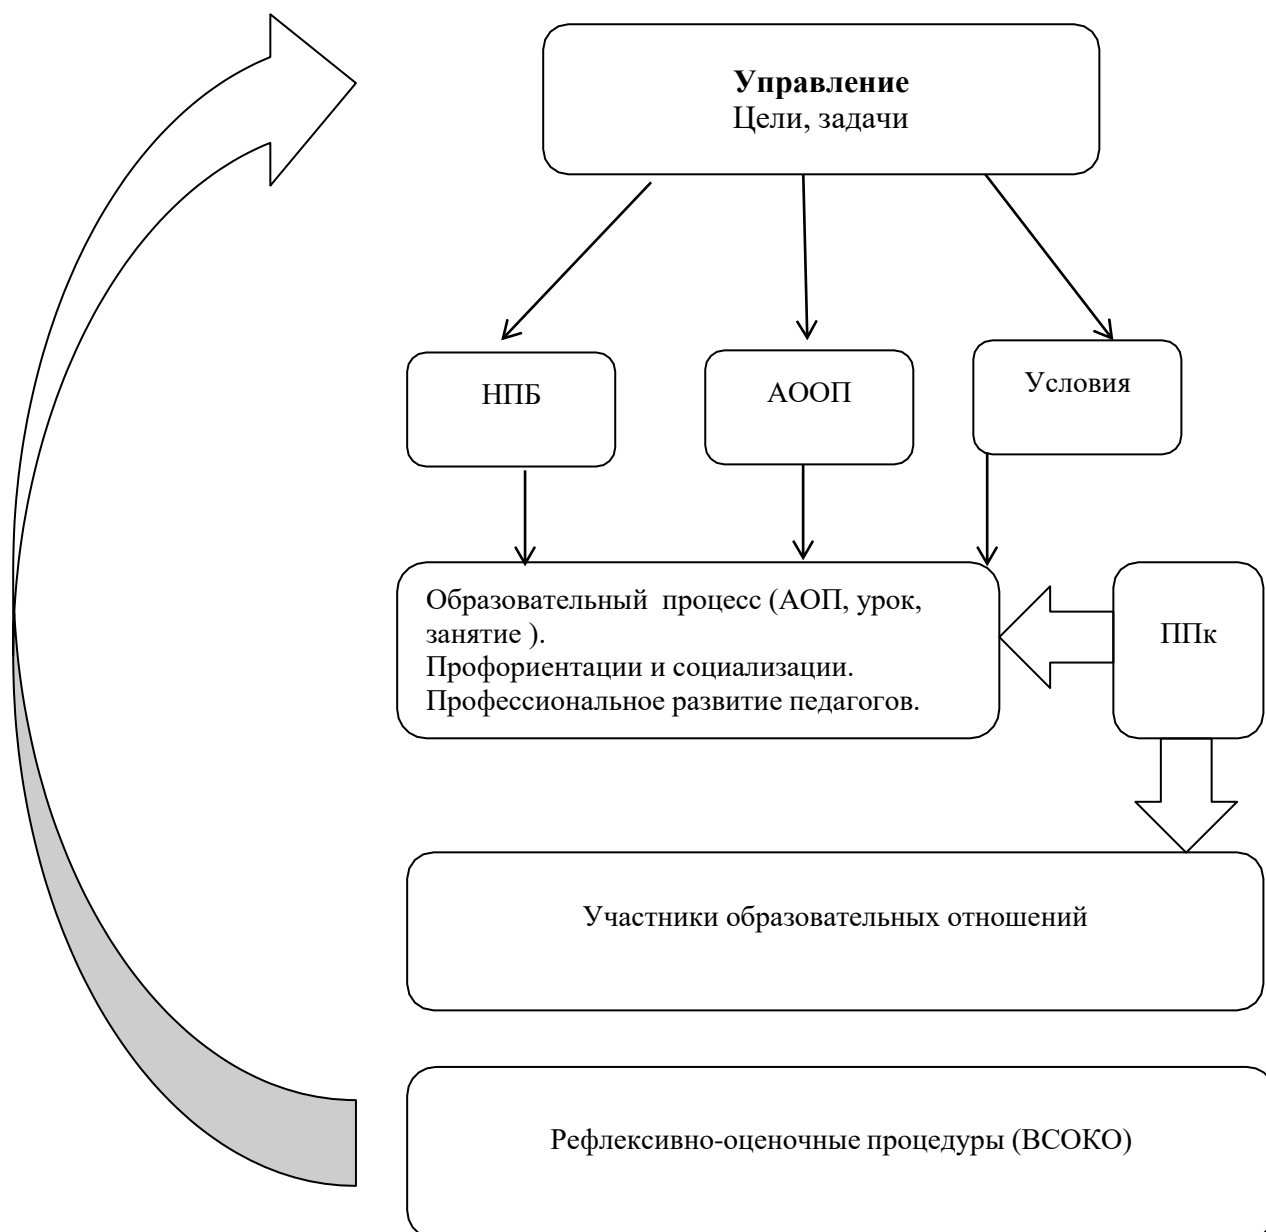 Управление
Цели, задачи
НПБ
АООП
Условия
Образовательный процесс (АОП, урок,
занятие ).
Профориентации и социализации.
Профессиональное развитие педагогов.
ППк
Участники образовательных отношений
Рефлексивно-оценочные процедуры (ВСОКО)